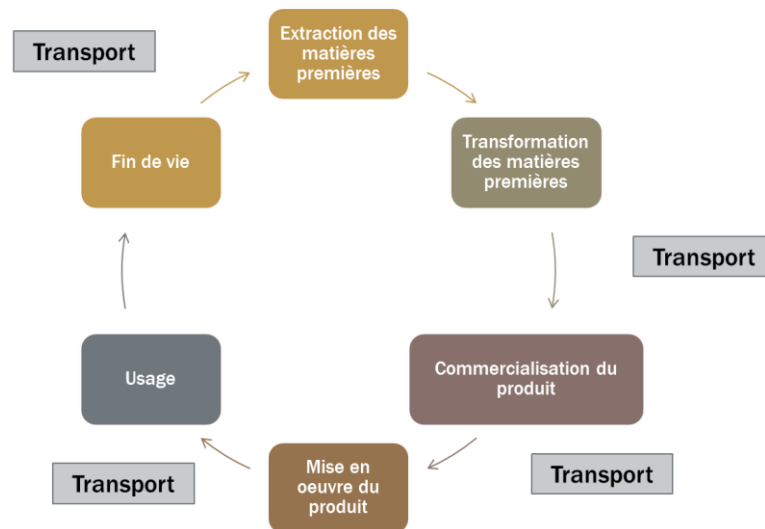 Transport
Extraction des
matières
premières
Fin de vie
Transformation
des matières
premières
Transport
Usage
Commercialisation du
produit
Transport
Mise en
oeuvre du
produit
Transport